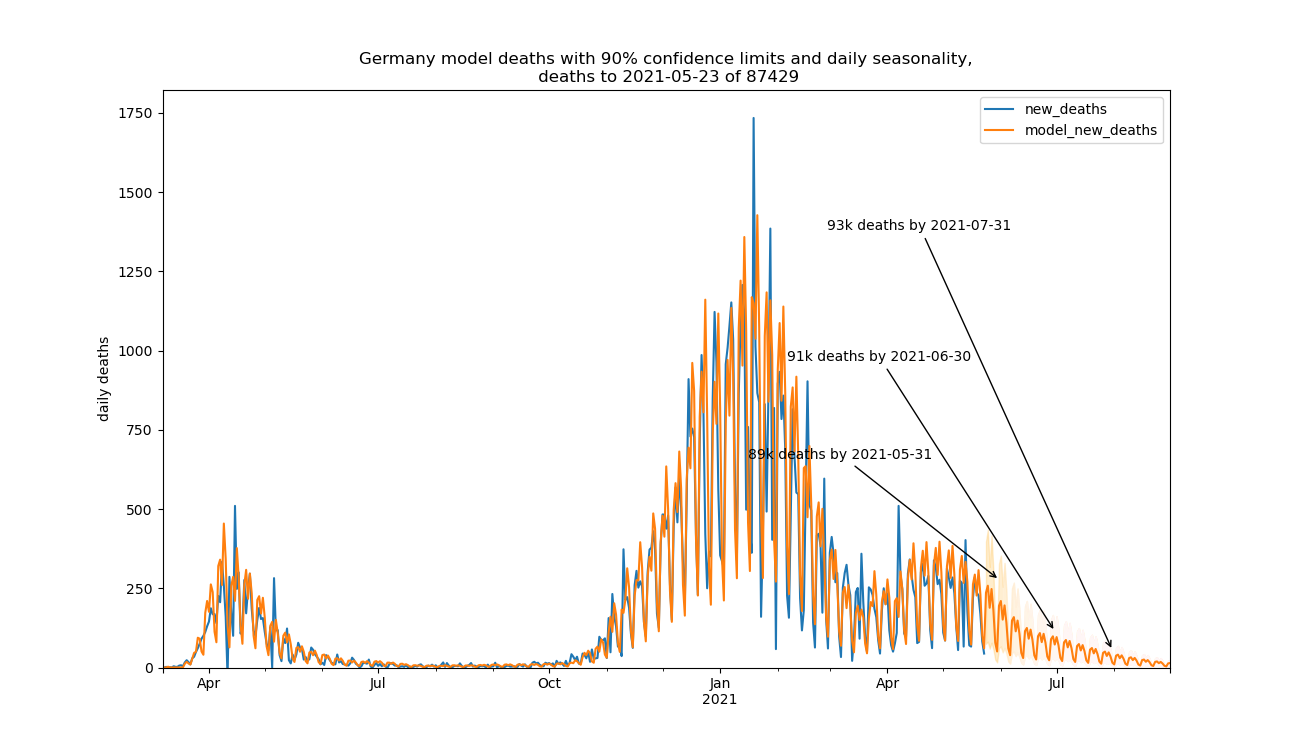 Germany model deaths with 90% confidence limits and daily seasonality,
deaths to 2021-05-23 of 87429
new_deaths
model_new_deaths
93k deaths by 2021-07-31
91k deaths by 2021-06-30
89k deaths by 2021-05-31
daily deaths
1750
1500
1250
1000
750
500
250
0
Apr
Jul
Oct
Jan
2021
Apr
Jul